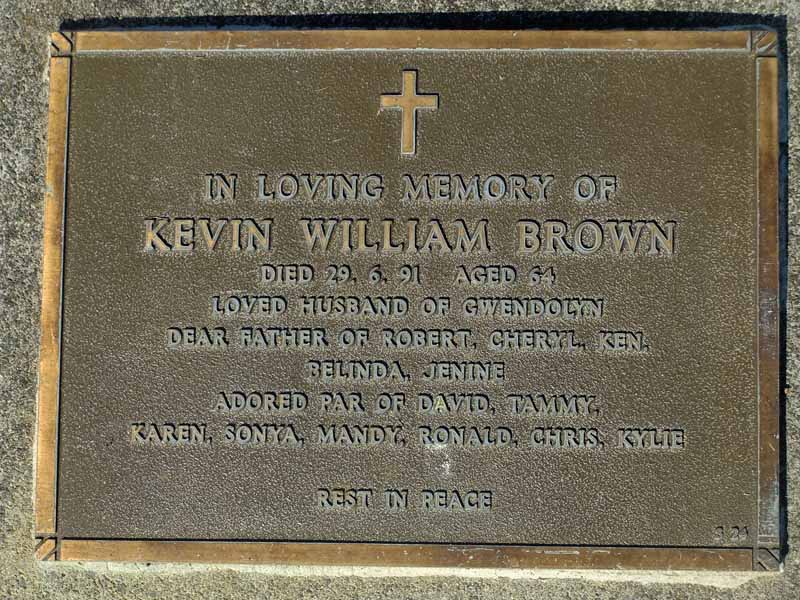 IN LOVING MEMORY OF
KEVIN WILLIAM BROWN
DIED 29. 6. 91 AGED 64
LOVED HUSBAND OF GWENDOLYN
DEAR FATHER OF ROBERT, CHERYL, KEN,
BELINDA, JENINE
ADORED PAR OF DAVID, TAMMY,
KAREN, SONYA, MANDY, RONALD, CHRIS, KYLIE
REST IN PEACE